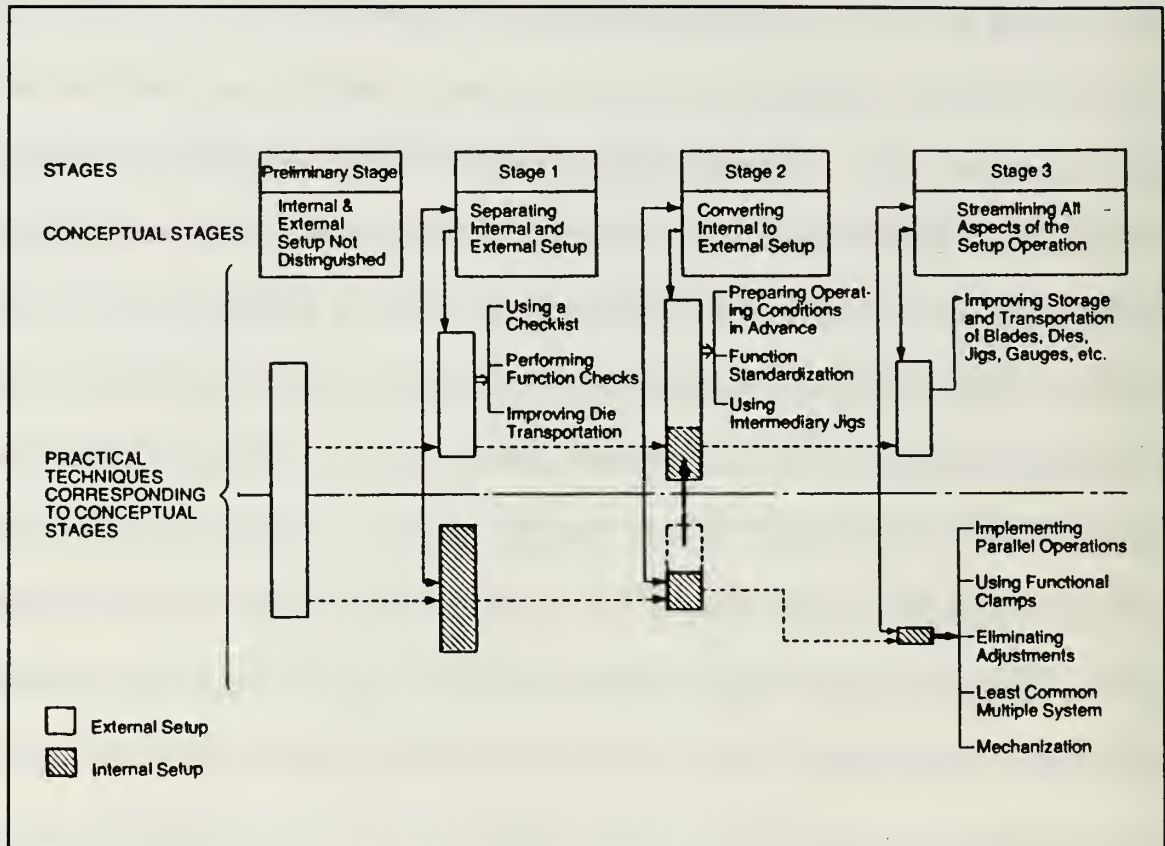 STAGES
Preliminary Stage
Stage 1
Stage 2
Stage 3
CONCEPTUAL STAGES
Internal &
External
Setup Not
Distinguished
Separating
Internal and
External Setup
Converting
Internal to
External Setup
Streamlining All
Aspects of the
Setup Operation
PRACTICAL
TECHNIQUES
CORRESPONDING
TO CONCEPTUAL
STAGES
Using a
Checklist
Performing
Function Checks
Improving Die
Transportation
Preparing Operat-
ing Conditions
in Advance
Function
Standardization
Using
Intermediary Jigs
Improving Storage
and Transportation
of Blades, Dies,
Jigs, Gauges, etc.
Implementing
Parallel Operations
Using Functional
Clamps
Eliminating
Adjustments
Least Common
Multiple System
Mechanization
External Setup
Internal Setup